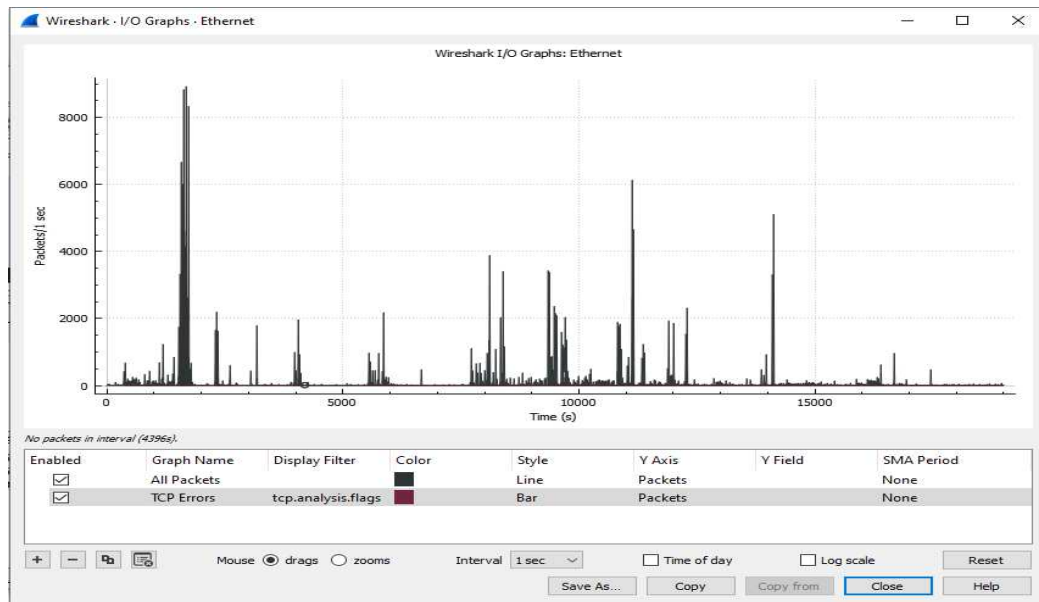 Wireshark · I/O Graphs · Ethernet
Wireshark I/O Graphs: Ethernet
Packets/1 sec
8000
6000
4000
2000
0
0 5000 10000 15000
Time (s)
No packets in interval (4396s).
Enabled Graph Name Display Filter Color Style Y Axis Y Field SMA Period
All Packets Line Packets None
TCP Errors tcp.analysis.flags Bar Packets None
+ − Mouse drags zooms Interval 1 sec Time of day Log scale Reset
Save As... Copy Copy from Close Help